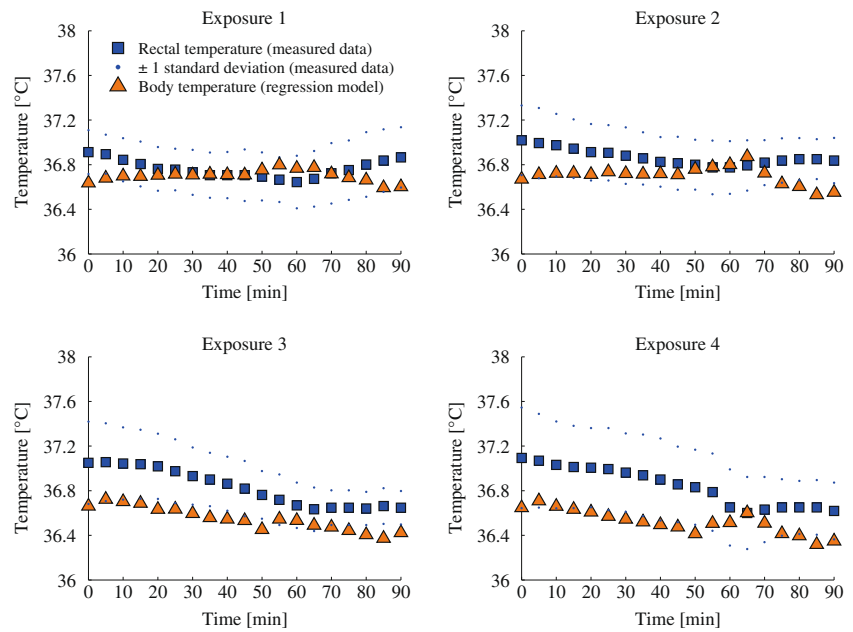 Exposure 1
38
37.6
37.2
36.8
36.4
36
Temperature [°C]
Rectal temperature (measured data)
± 1 standard deviation (measured data)
Body temperature (regression model)
0 10 20 30 40 50 60 70 80 90
Time [min]
Exposure 2
38
37.6
37.2
36.8
36.4
36
Temperature [°C]
0 10 20 30 40 50 60 70 80 90
Time [min]
Exposure 3
38
37.6
37.2
36.8
36.4
36
Temperature [°C]
0 10 20 30 40 50 60 70 80 90
Time [min]
Exposure 4
38
37.6
37.2
36.8
36.4
36
Temperature [°C]
0 10 20 30 40 50 60 70 80 90
Time [min]